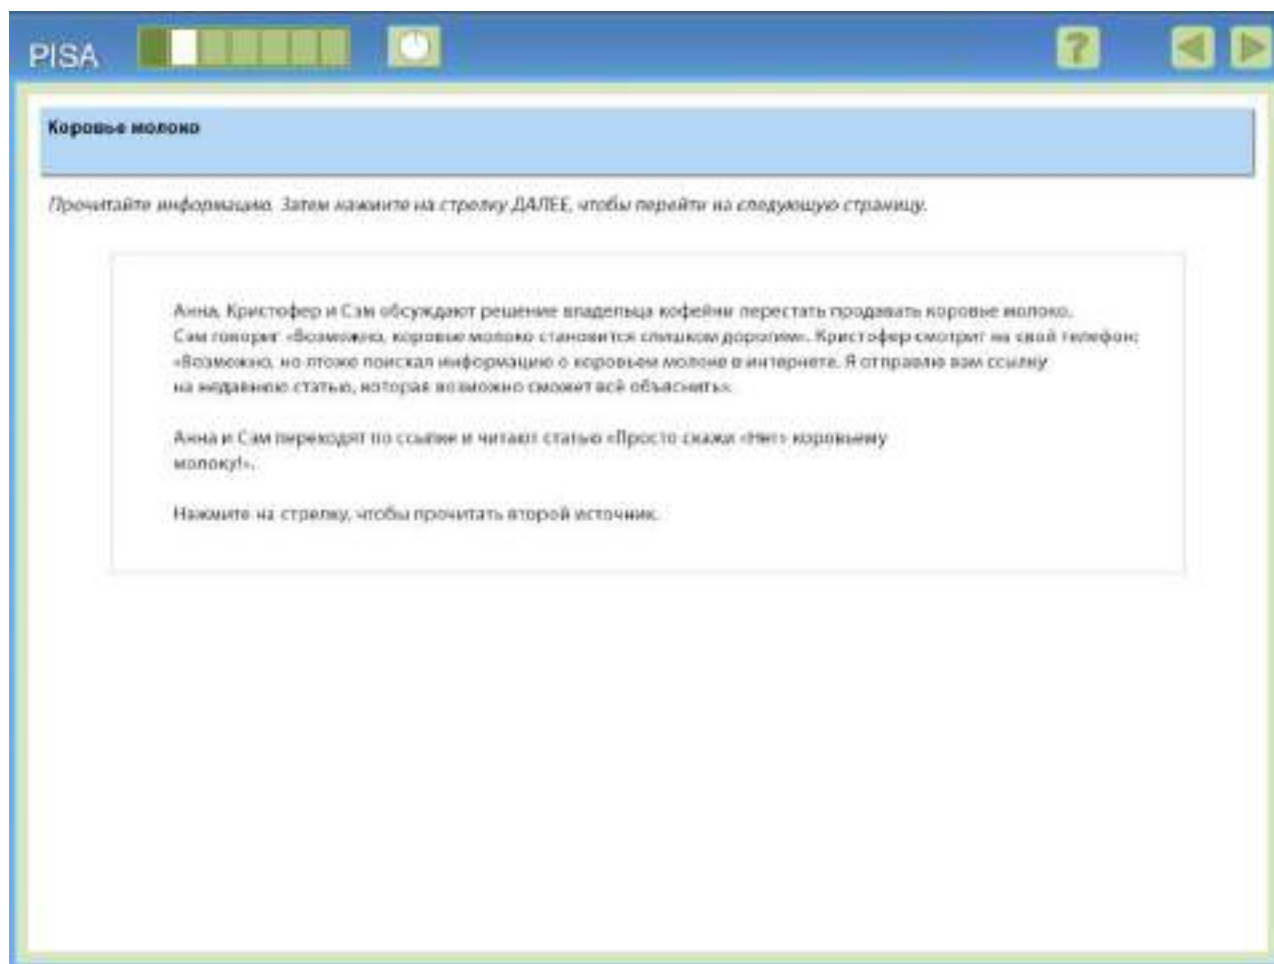 PISA
?
Коровье молоко
Прочитайте информацию. Затем нажмите на стрелку ДАЛЕЕ, чтобы перейти на следующую страницу.
Анна, Кристофер и Сэм обсуждают решение владельца кофейни перестать продавать коровье молоко.
Сэм говорит «Возможно, коровье молоко становится слишком дорогим». Кристофер смотрит на свой телефон:
«Возможно, но поискал информацию о коровьем молоке в интернете. Я отправлю вам ссылку
на недавнюю статью, которая возможно сможет всё объяснить».
Анна и Сэм переходят по ссылке и читают статью «Просто скажи «Нет» коровьему
молоку!».
Нажмите на стрелку, чтобы прочитать второй источник.